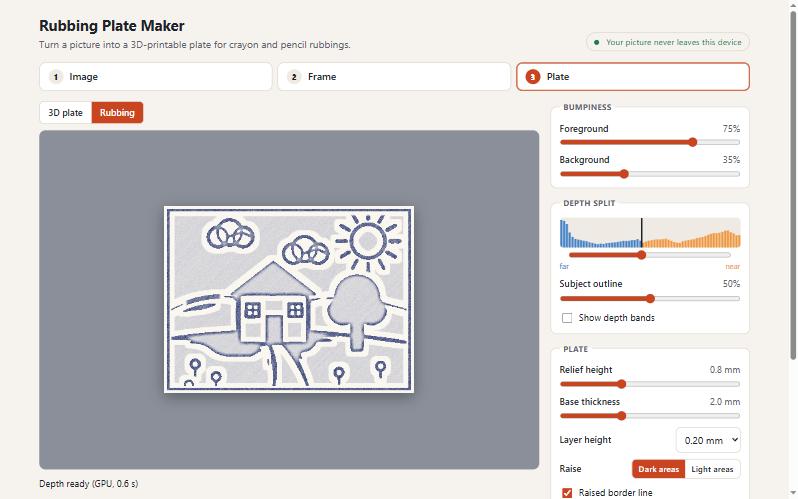 Rubbing Plate Maker
Turn a picture into a 3D-printable plate for crayon and pencil rubbings.
Your picture never leaves this device
1 Image
2 Frame
3 Plate
3D plate
Rubbing
BUMPINESS
Foreground 75%
Background 35%
DEPTH SPLIT
far near
Subject outline 50%
Show depth bands
PLATE
Relief height 0.8 mm
Base thickness 2.0 mm
Layer height 0.20 mm
Raise Dark areas Light areas
Raised border line
Depth ready (GPU, 0.6 s)